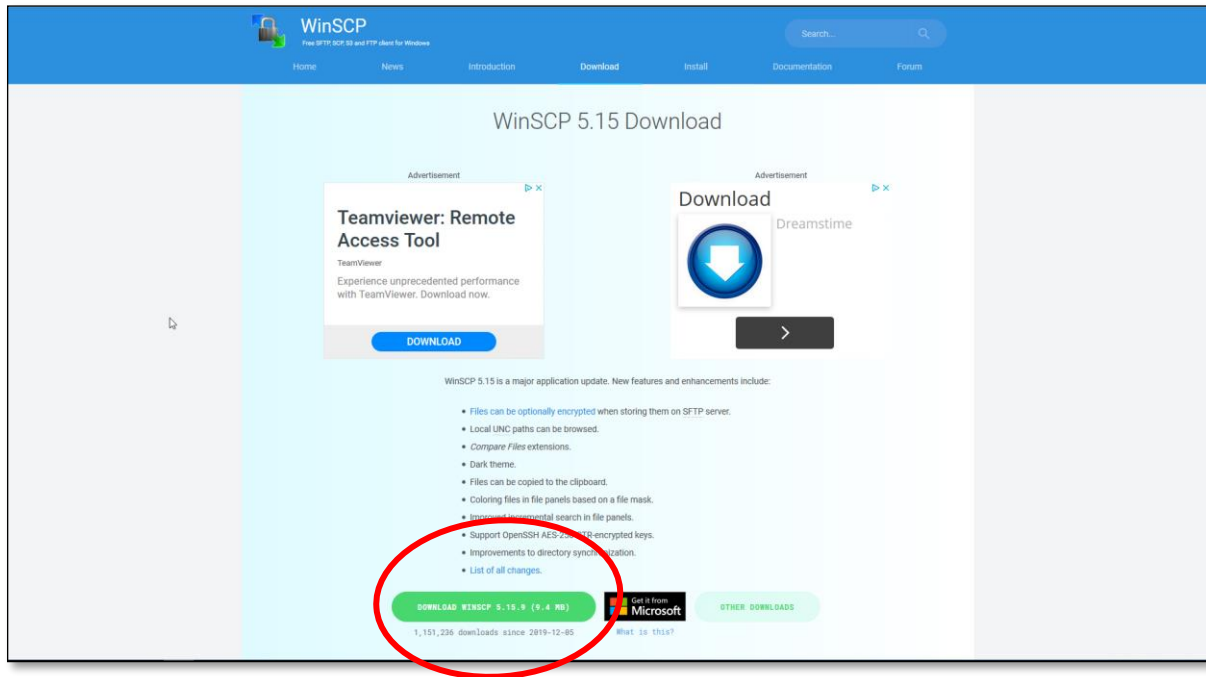 WinSCP
Free SFTP, SCP, S3 and FTP client for Windows
Search...
Home News Introduction Download Install Documentation Forum
WinSCP 5.15 Download
Advertisement
Teamviewer: Remote
Access Tool
TeamViewer
Experience unprecedented performance
with TeamViewer. Download now.
DOWNLOAD
Advertisement
Download
Dreamstime
WinSCP 5.15 is a major application update. New features and enhancements include:
• Files can be optionally encrypted when storing them on SFTP server.
• Local UNC paths can be browsed.
• Compare Files extensions.
• Dark theme.
• Files can be copied to the clipboard.
• Coloring files in file panels based on a file mask.
• Improved incremental search in file panels.
• Support OpenSSH AES-256-CTR-encrypted keys.
• Improvements to directory synchronization.
• List of all changes.
DOWNLOAD WINSCP 5.15.9 (9.4 MB)
Get it from
Microsoft
OTHER DOWNLOADS
1,151,236 downloads since 2019-12-05
What is this?